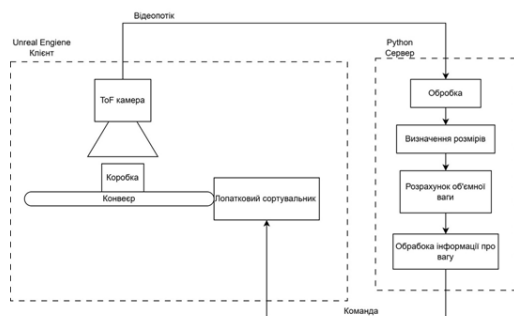 Відеопотік
Unreal Engiene
Клієнт
Python
Сервер
ToF камера
Обробка
Визначення розмірів
Коробка
Конвеєр
Лопатковий сортувальник
Розрахунок об'ємної
ваги
Обрабока інформації про
вагу
Команда